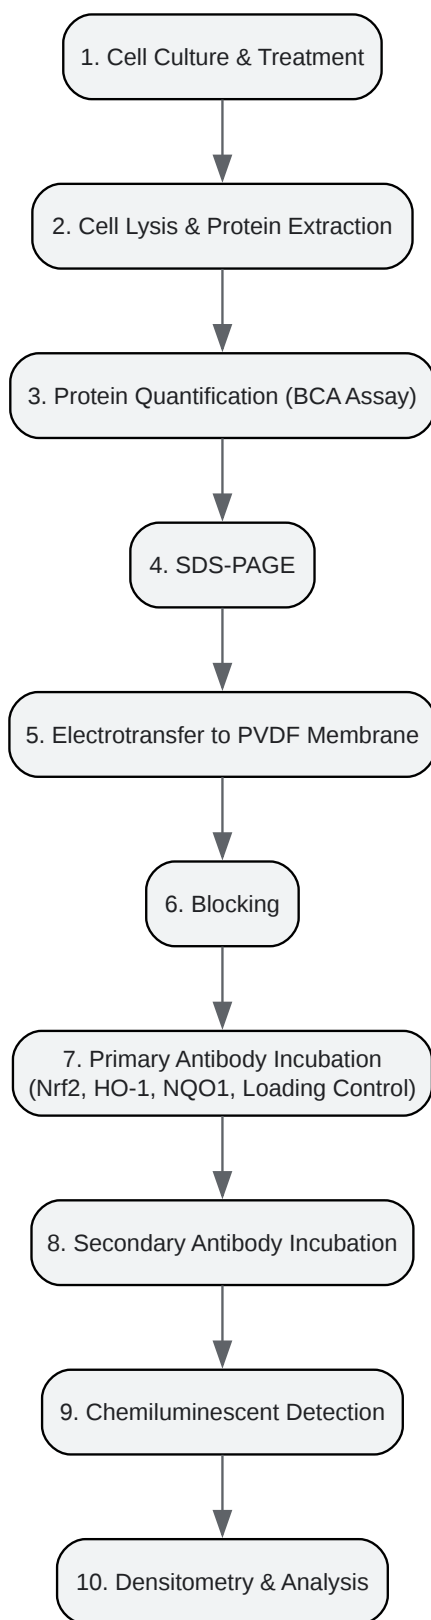 1. Cell Culture & Treatment
2. Cell Lysis & Protein Extraction
3. Protein Quantification (BCA Assay)
4. SDS-PAGE
5. Electrotransfer to PVDF Membrane
6. Blocking
7. Primary Antibody Incubation
(Nrf2, HO-1, NQO1, Loading Control)
8. Secondary Antibody Incubation
9. Chemiluminescent Detection
10. Densitometry & Analysis